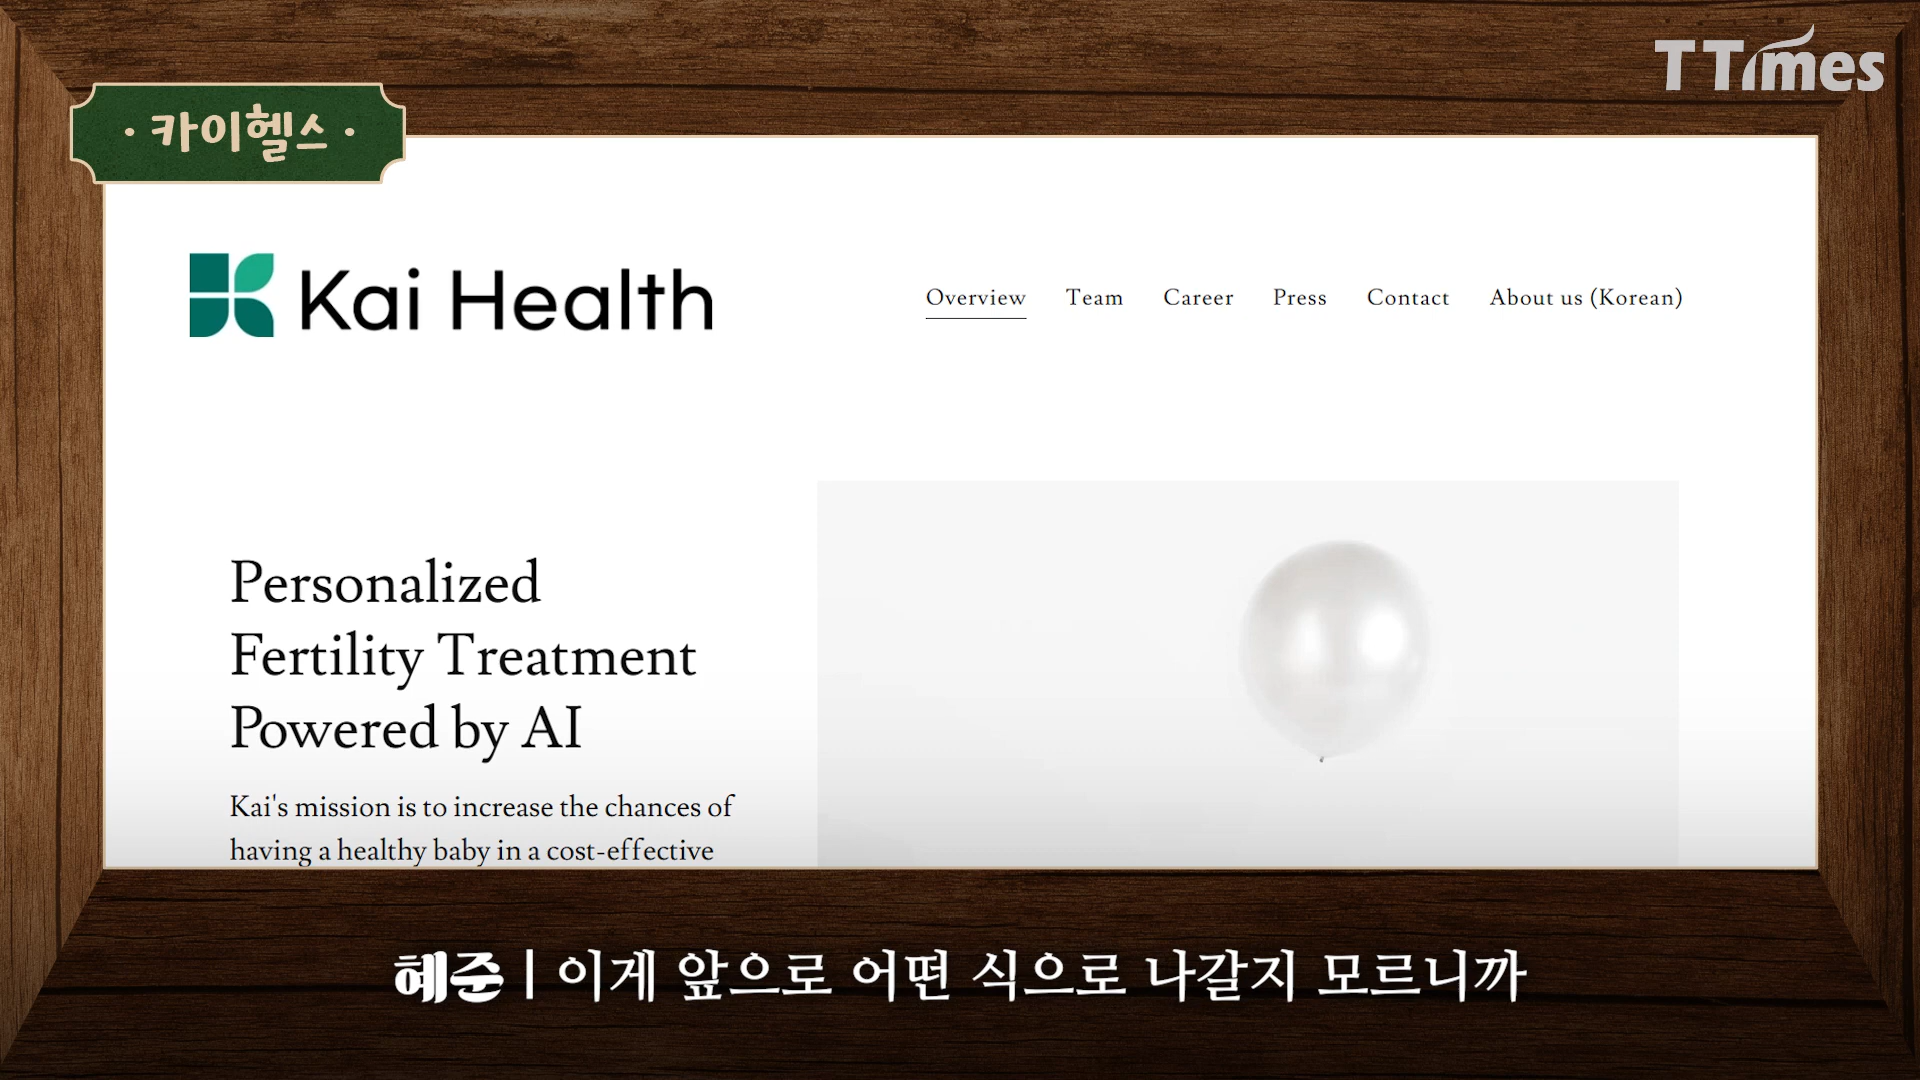 TTimes
· 카이헬스 ·
Kai Health
Overview Team Career Press Contact About us (Korean)
Personalized
Fertility Treatment
Powered by AI
Kai's mission is to increase the chances of
having a healthy baby in a cost-effective
혜준 | 이게 앞으로 어떤 식으로 나갈지 모르니까